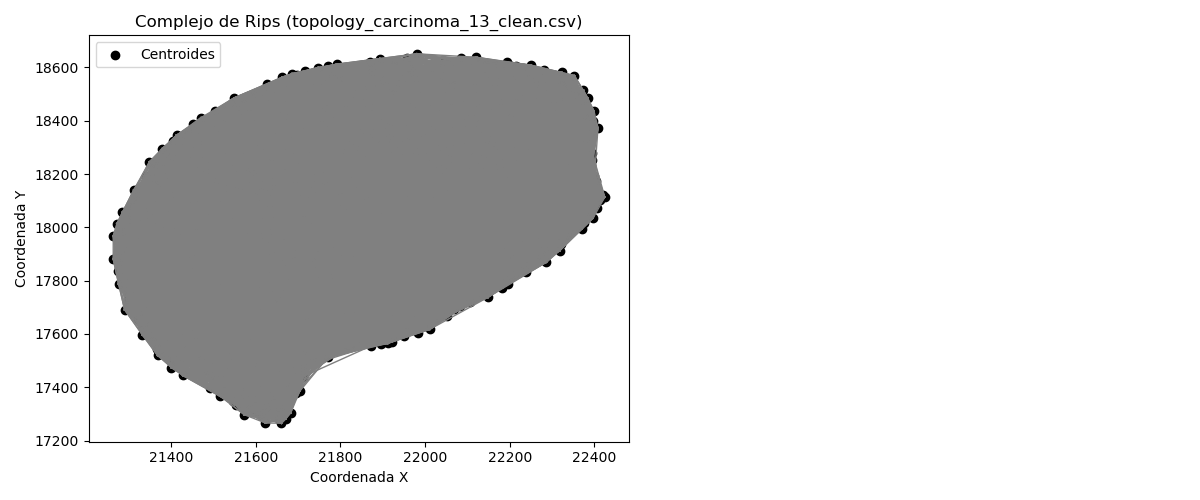 Complejo de Rips (topology_carcinoma_13_clean.csv)
Centroides
18600
18400
18200
18000
17800
17600
17400
17200
Coordenada Y
21400 21600 21800 22000 22200 22400
Coordenada X